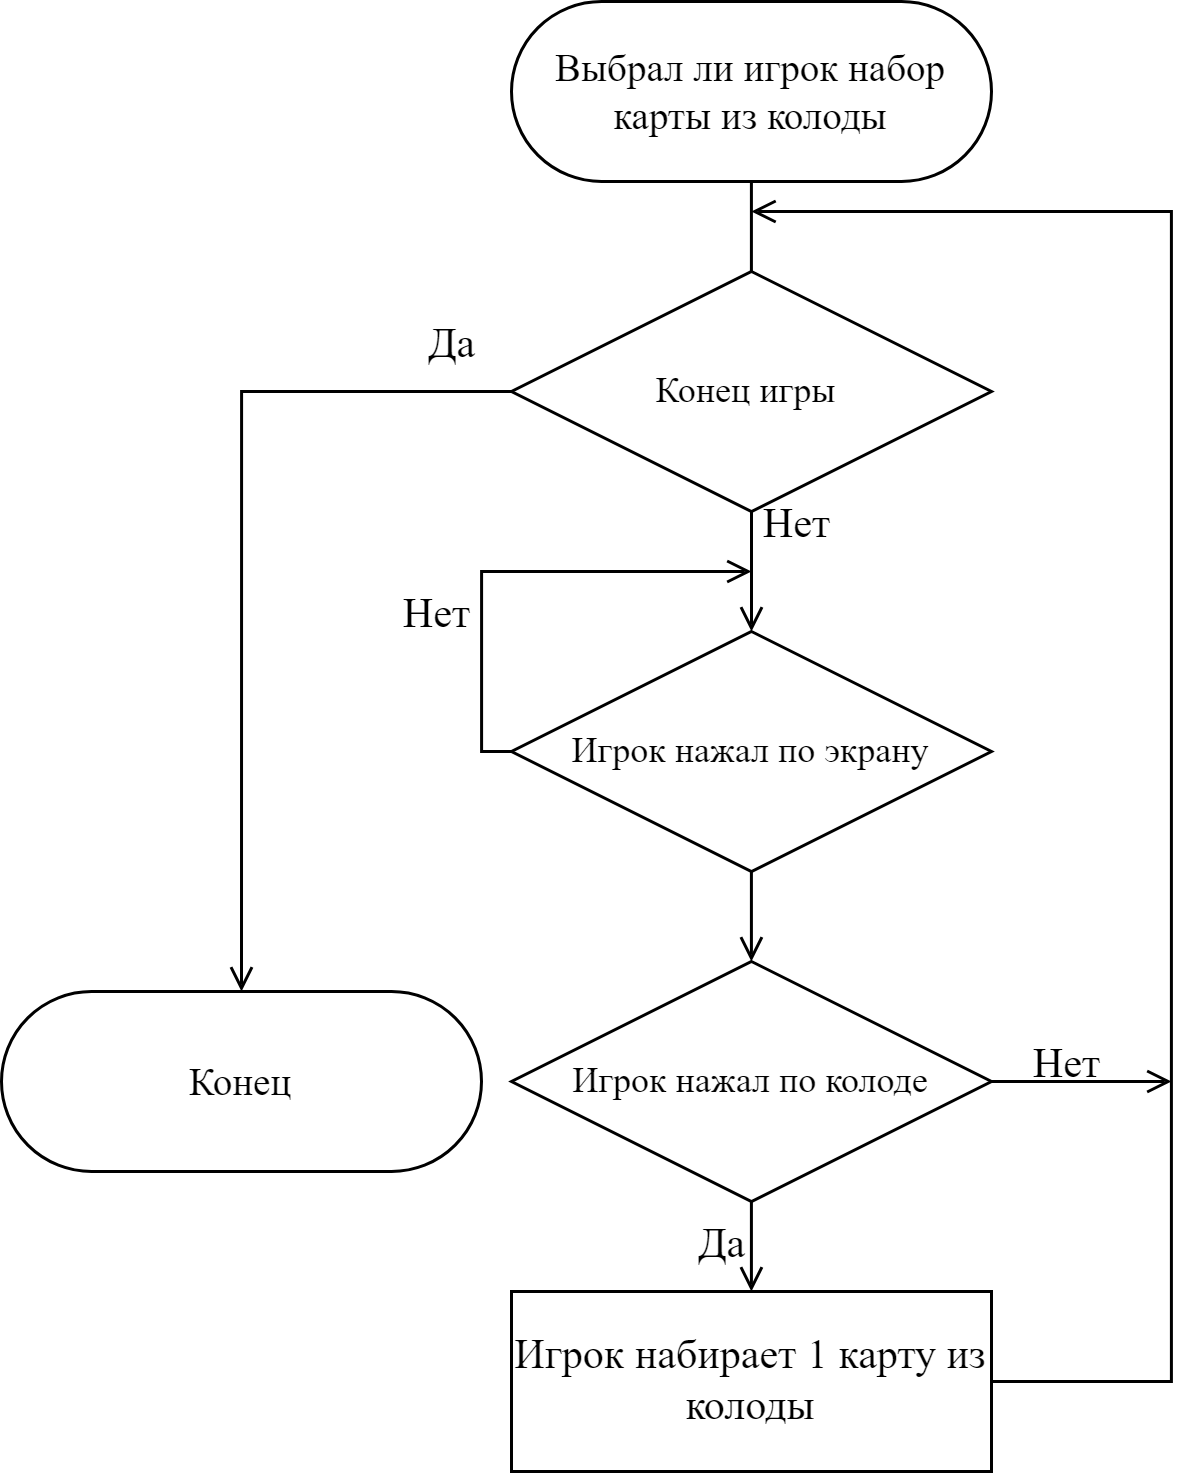 Выбрал ли игрок набор
карты из колоды
Да
Конец игры
Нет
Нет
Игрок нажал по экрану
Нет
Игрок нажал по колоде
Конец
Да
Игрок набирает 1 карту из
колоды